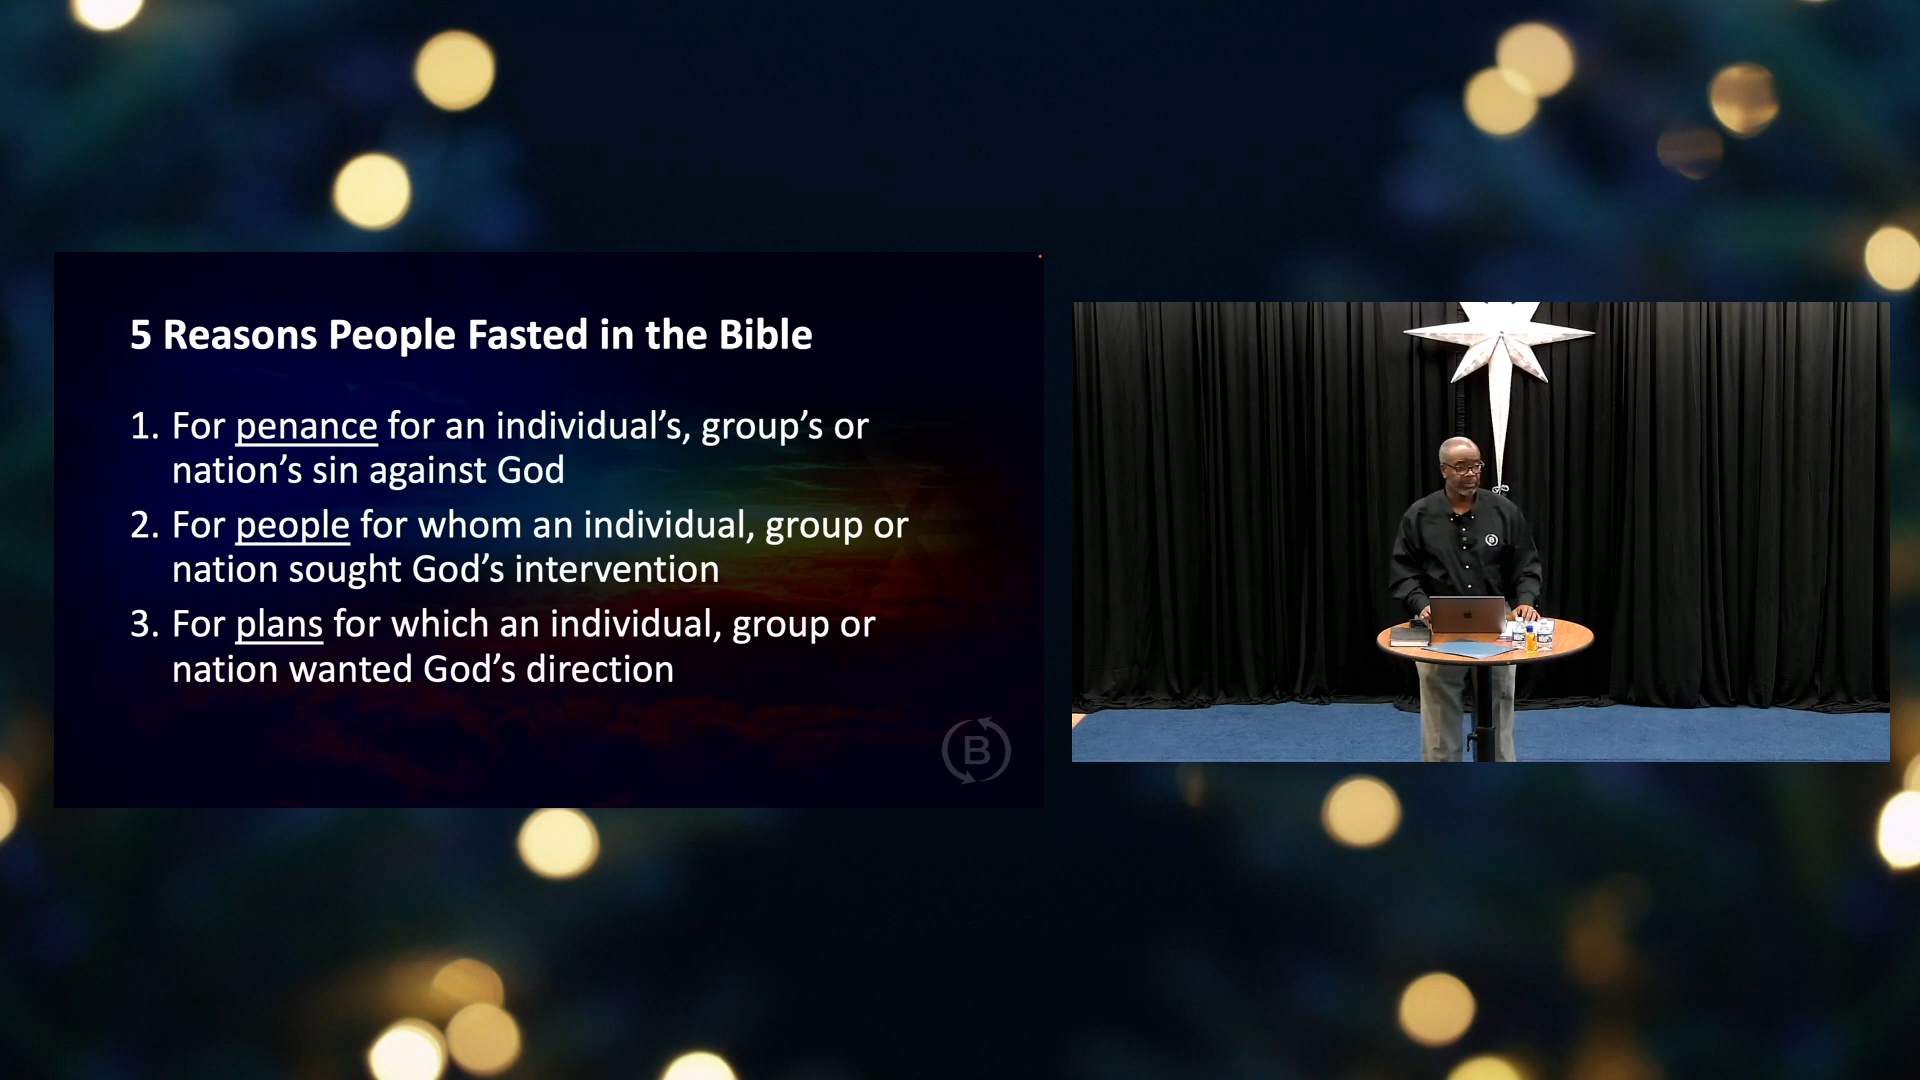 5 Reasons People Fasted in the Bible
1. For penance for an individual’s, group’s or
nation’s sin against God
2. For people for whom an individual, group or
nation sought God’s intervention
3. For plans for which an individual, group or
nation wanted God’s direction
B
B